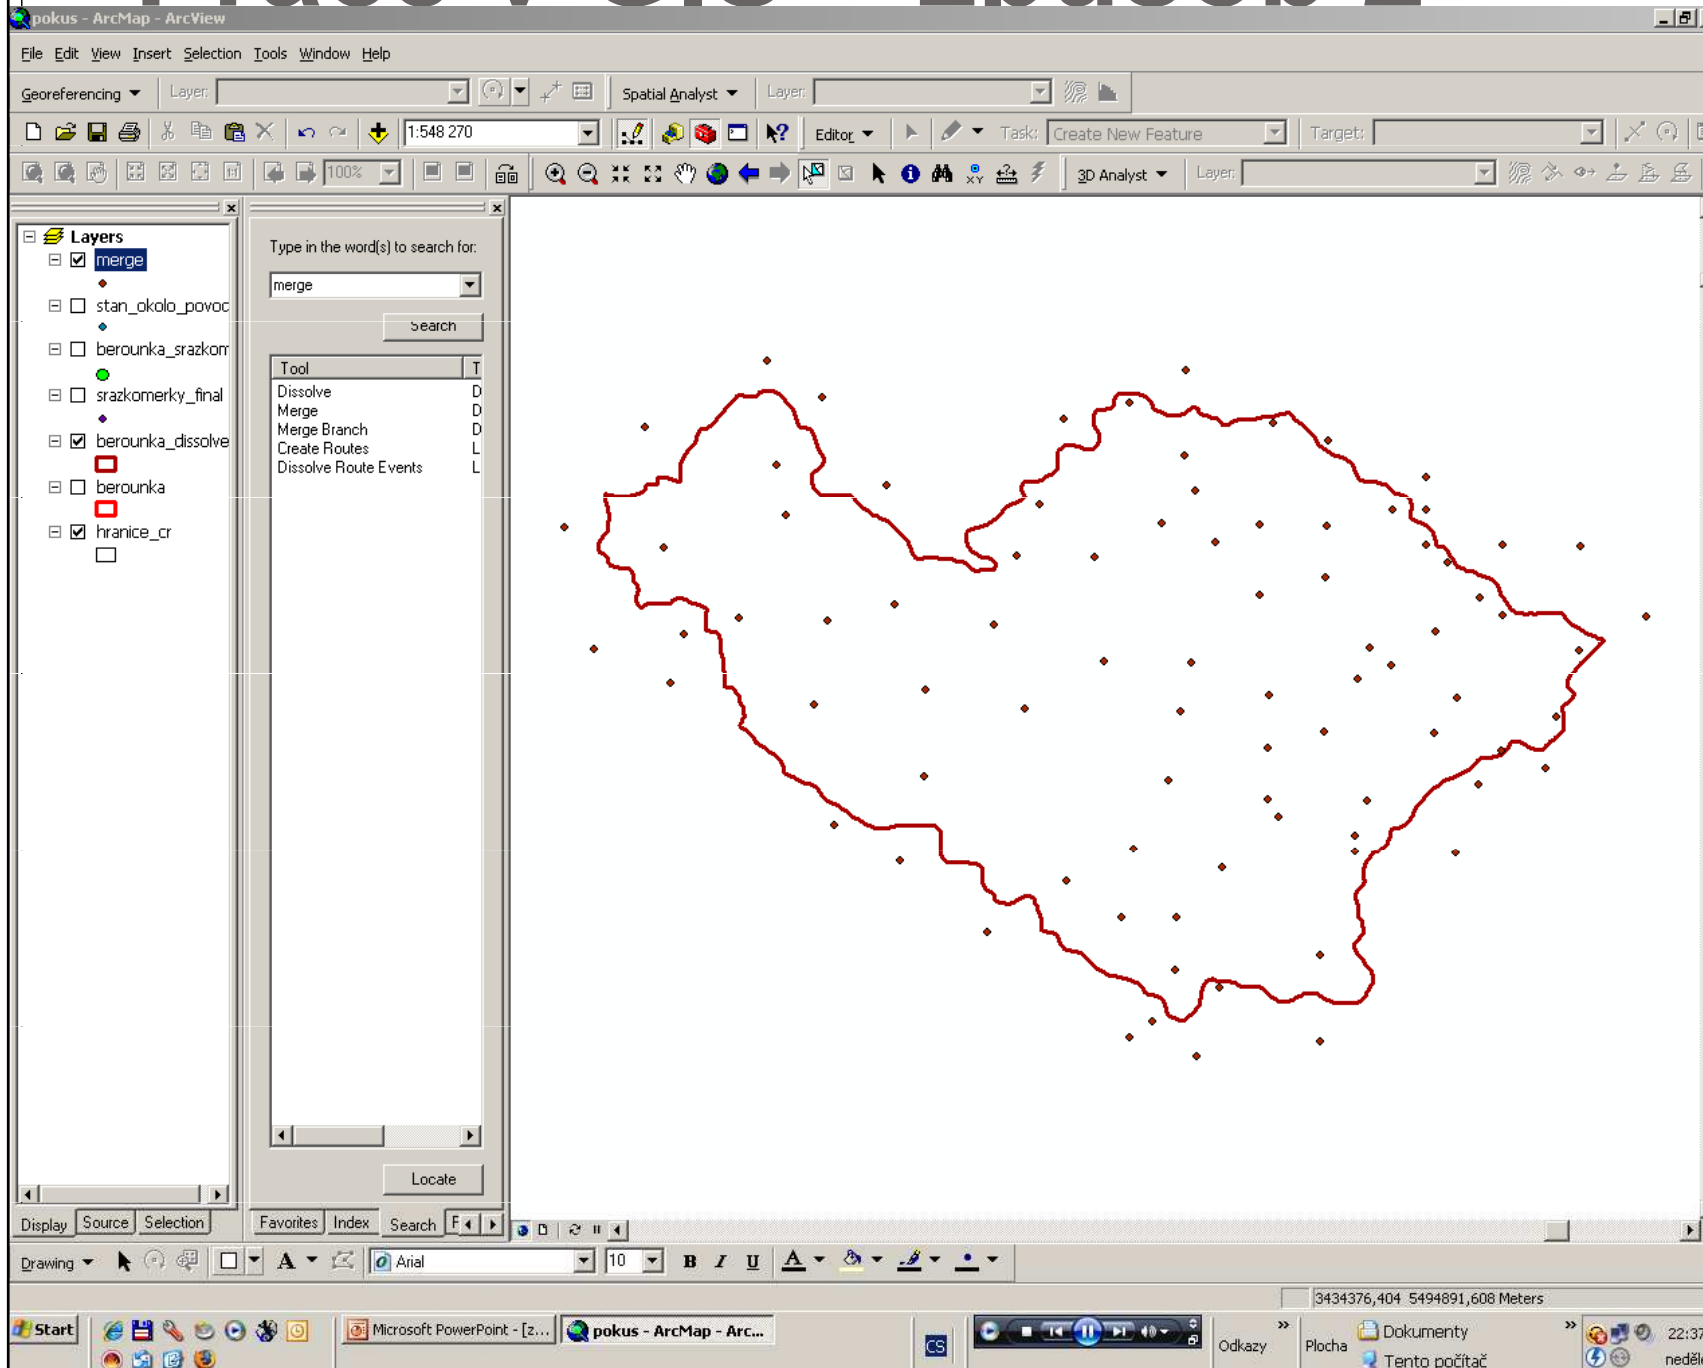 pokus - ArcMap - ArcView
File Edit View Insert Selection Tools Window Help
Georeferencing Layer: Spatial Analyst Layer:
1:548 270 Editor Task: Create New Feature Target:
100% 3D Analyst Layer:
Layers
merge
stan_okolo_povoc
berounka_srazkom
srazkomerky_final
berounka_dissolve
berounka
hranice_cr
Display Source Selection
Type in the word(s) to search for:
merge
Search
Tool T
Dissolve D
Merge D
Merge Branch D
Create Routes L
Dissolve Route Events L
Locate
Favorites Index Search
Drawing A Arial 10 B I U A
3434376,404 5494891,608 Meters
Start Microsoft PowerPoint - [z... pokus - ArcMap - Arc... CS Odkazy Plocha Dokumenty 22:37
Tento počítač neděle